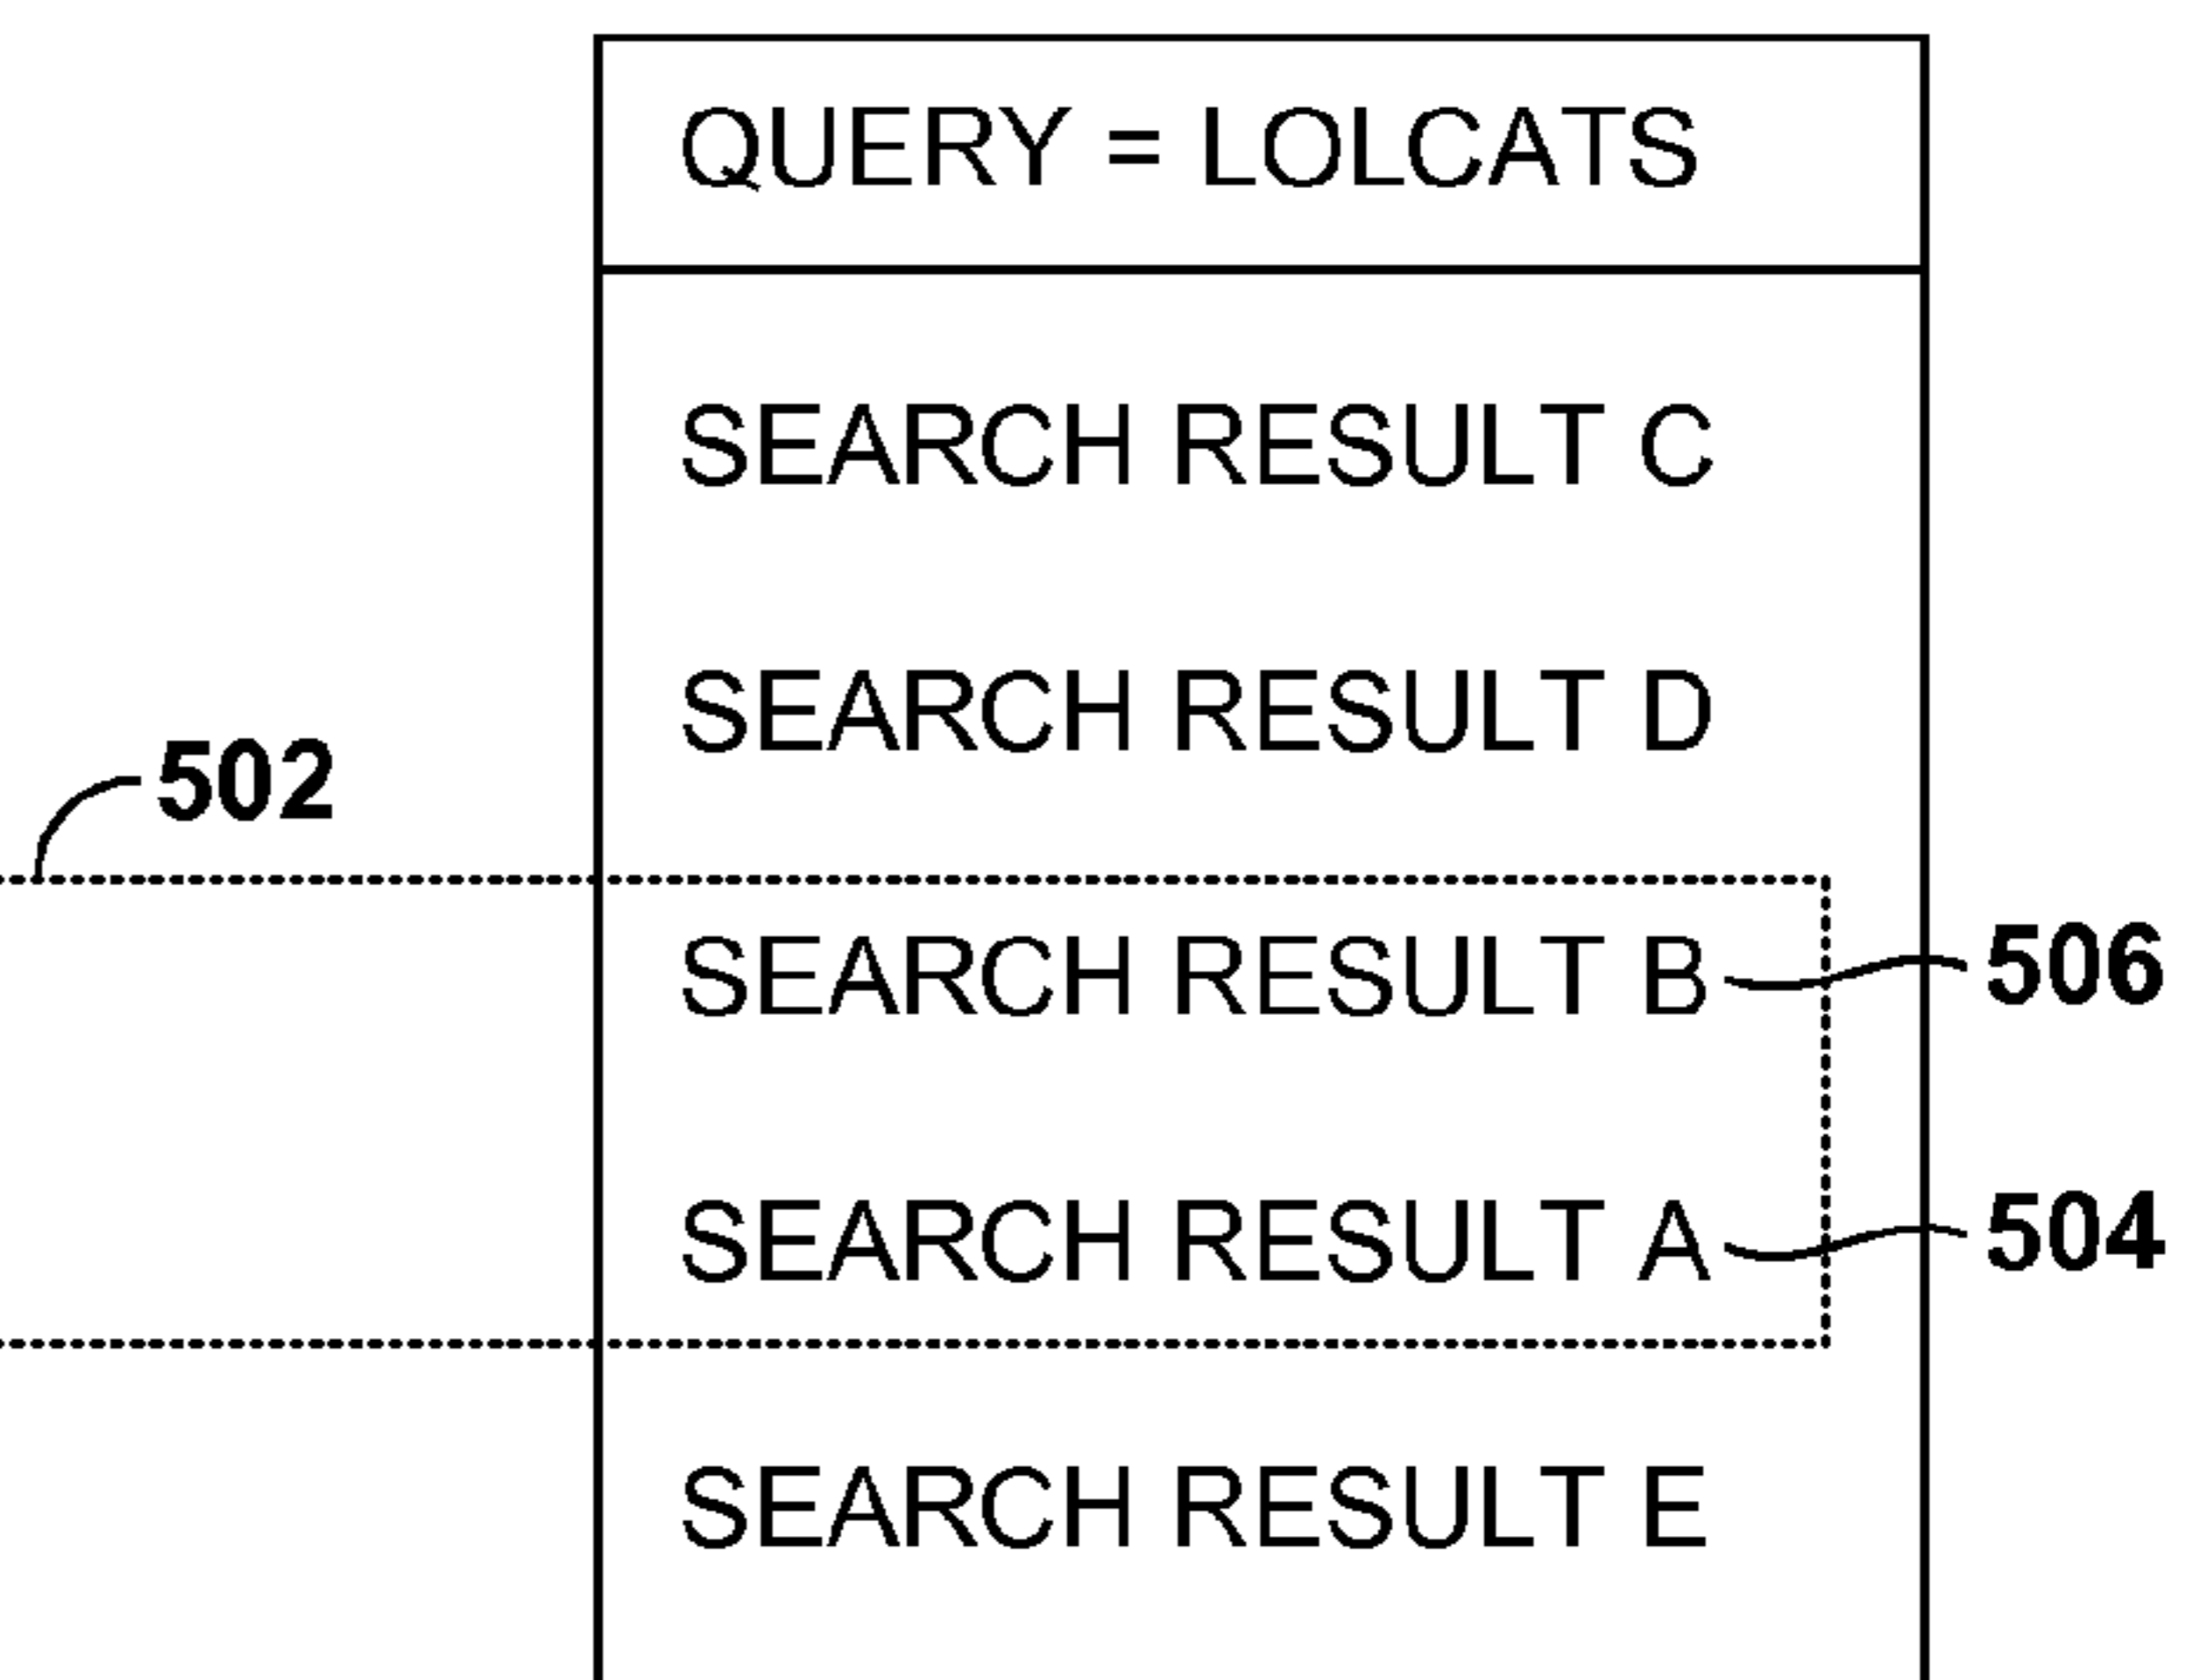 QUERY = LOLCATS
SEARCH RESULT C
SEARCH RESULT D
502
SEARCH RESULT B
506
SEARCH RESULT A
504
SEARCH RESULT E